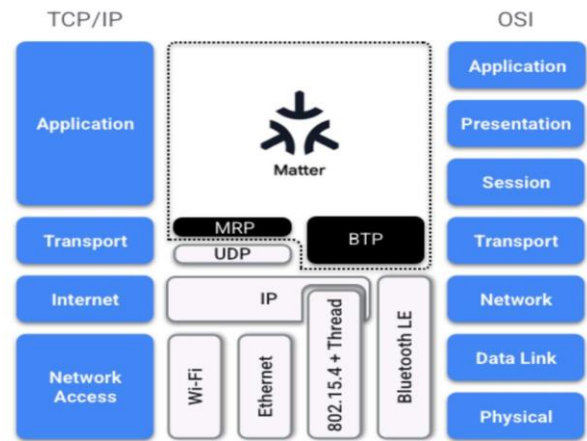 TCP/IP
OSI
Application
Matter
Application
Presentation
Session
Transport
MRP
UDP
BTP
Transport
Internet
IP
Network
Network
Access
Wi-Fi
Ethernet
802.15.4 + Thread
Bluetooth LE
Data Link
Physical